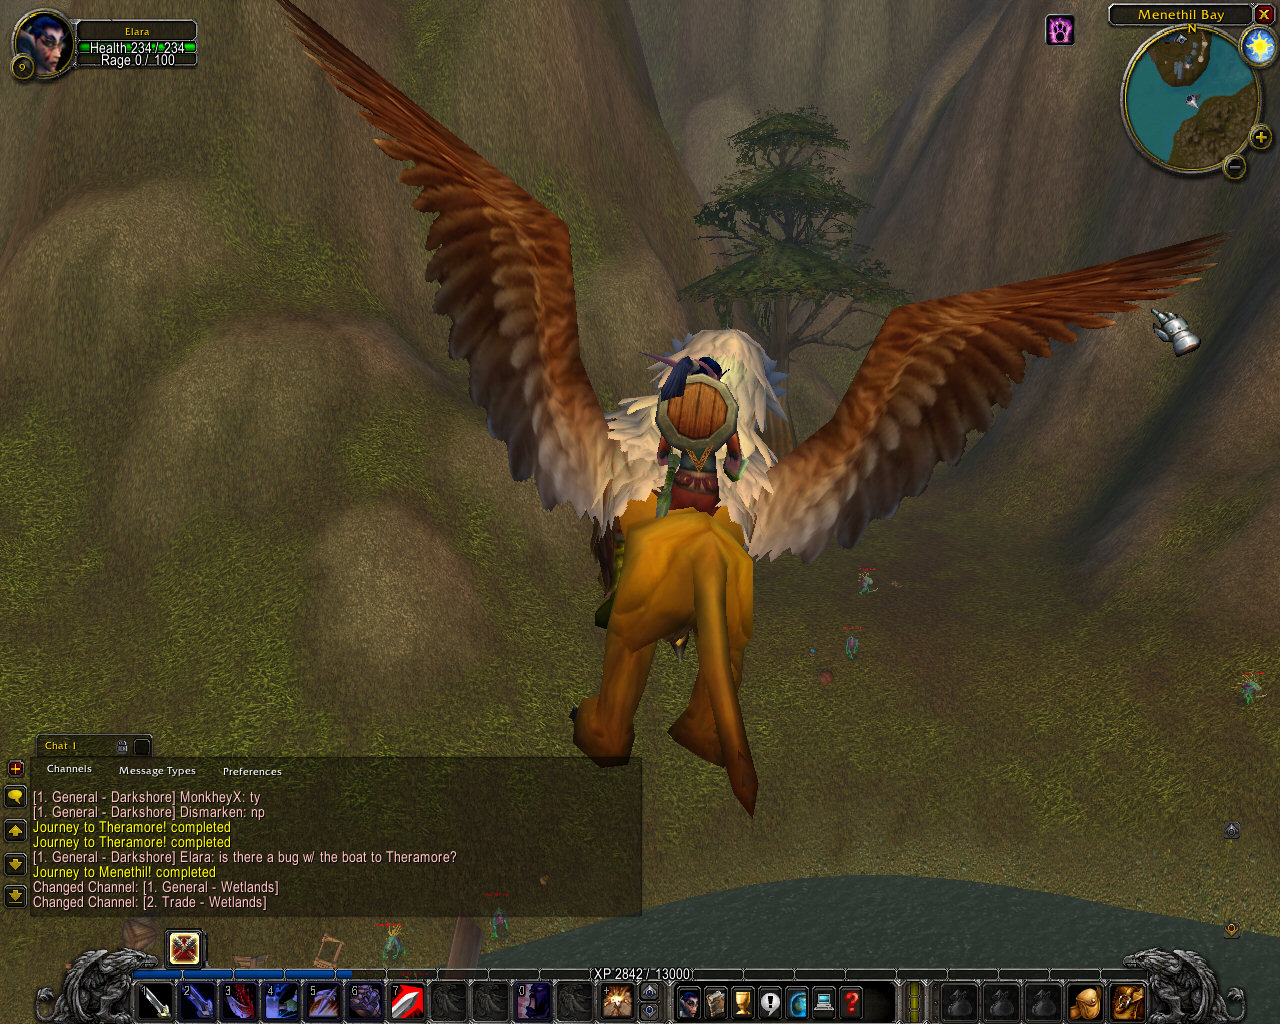 Elara
Health 234 / 234
Rage 0 / 100
9
Menethil Bay
N
Chat 1
Channels
Message Types
Preferences
[1. General - Darkshore] MonkheyX: ty
[1. General - Darkshore] Dismarken: np
Journey to Theramore! completed
Journey to Theramore! completed
[1. General - Darkshore] Elara: is there a bug w/ the boat to Theramore?
Journey to Menethil! completed
Changed Channel: [1. General - Wetlands]
Changed Channel: [2. Trade - Wetlands]
XP 2842 / 13000
1 2 3 4 5 6 7 0 +